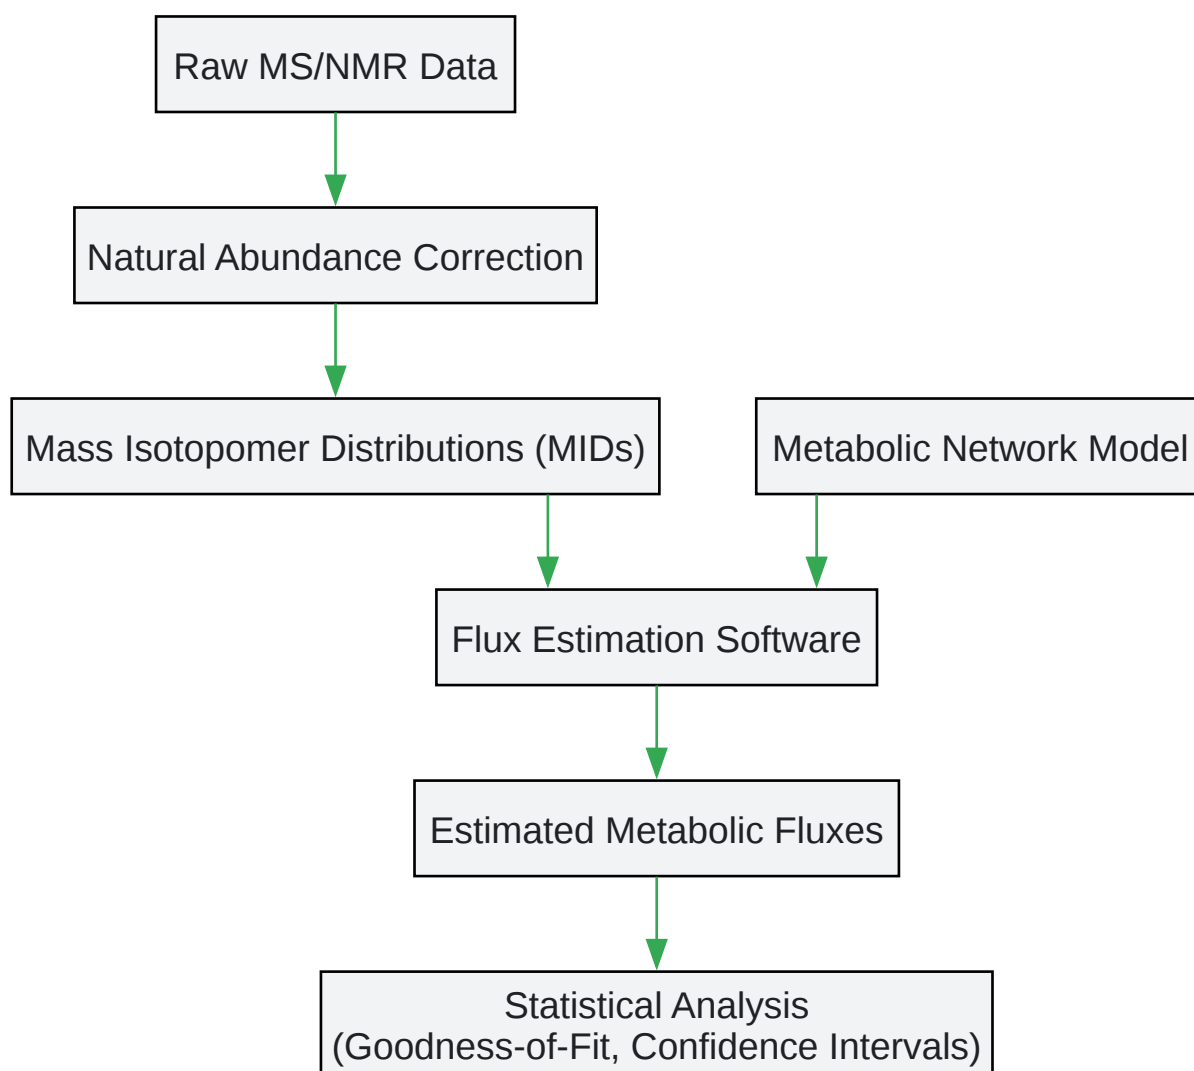 Raw MS/NMR Data
Natural Abundance Correction
Mass Isotopomer Distributions (MIDs)
Metabolic Network Model
Flux Estimation Software
Estimated Metabolic Fluxes
Statistical Analysis
(Goodness-of-Fit, Confidence Intervals)